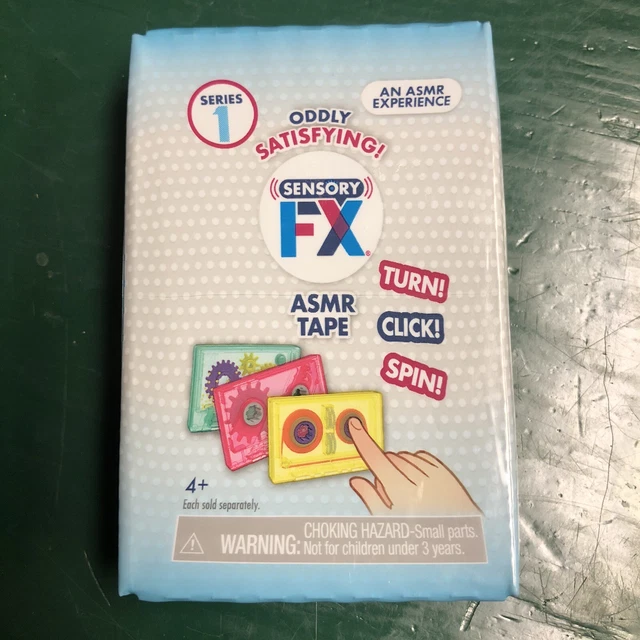 SERIES
1
AN ASMR
EXPERIENCE
ODDLY
SATISFYING!
SENSORY
FX®
ASMR
TAPE
TURN!
CLICK!
SPIN!
4+
Each sold separately.
WARNING: CHOKING HAZARD-Small parts.
Not for children under 3 years.